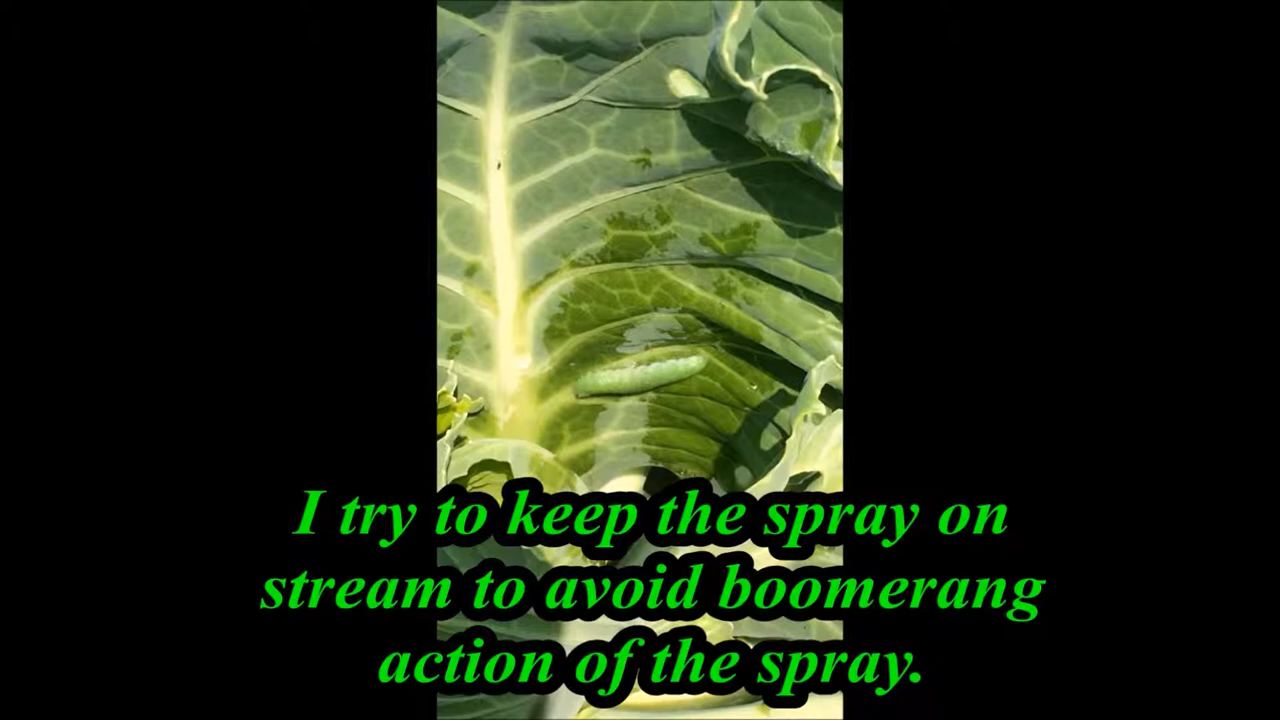 I try to keep the spray on
stream to avoid boomerang
action of the spray.